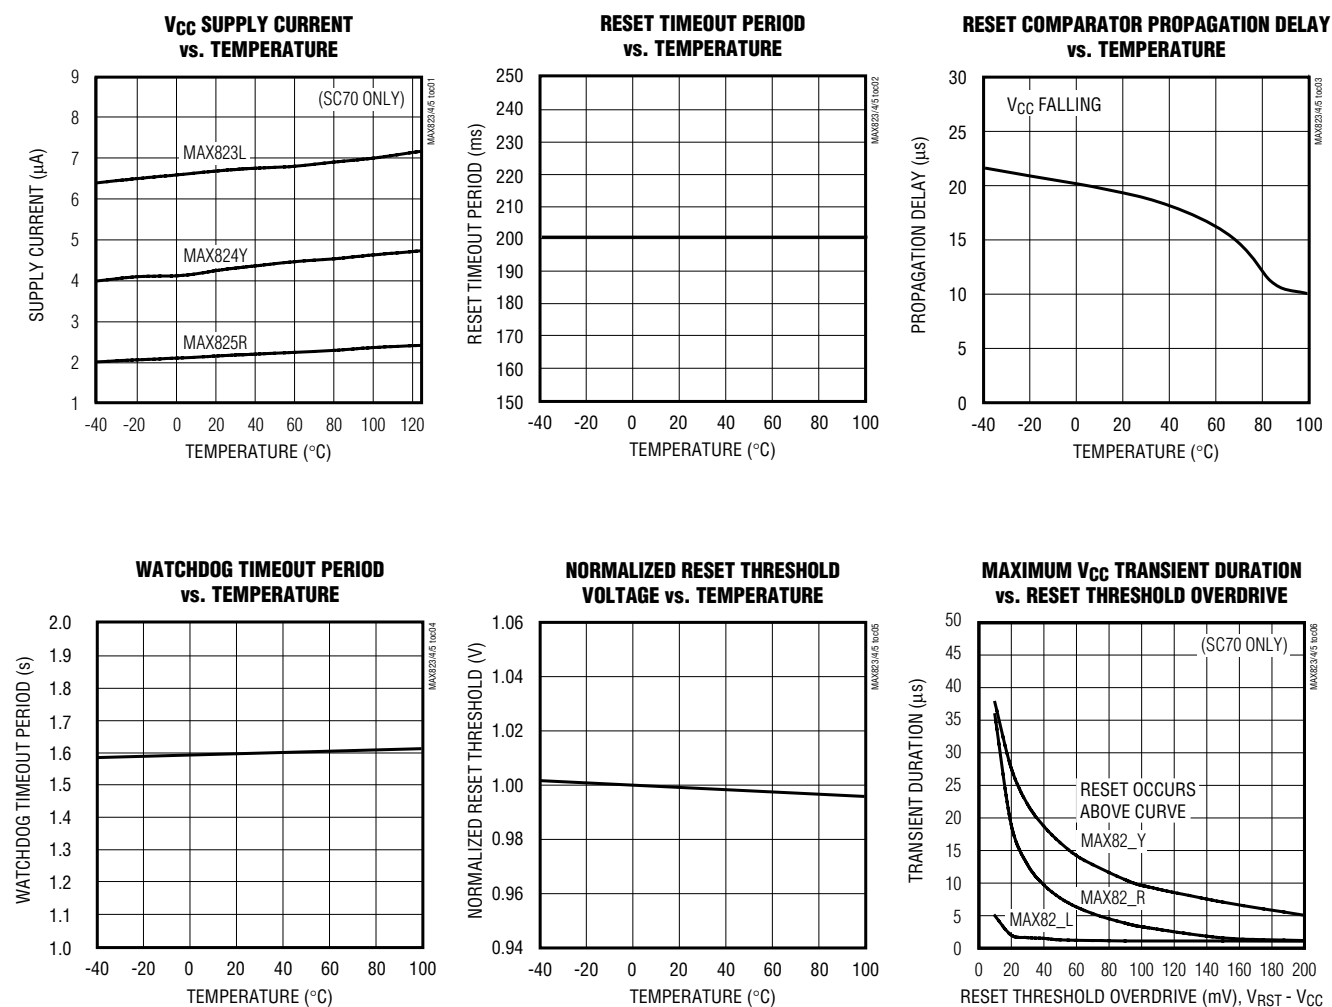 VCC SUPPLY CURRENT
vs. TEMPERATURE
9
8
7
6
5
4
3
2
1
SUPPLY CURRENT (μA)
(SC70 ONLY)
MAX823L
MAX824Y
MAX825R
MAX823/4/5 toc01
-40 -20 0 20 40 60 80 100 120
TEMPERATURE (°C)
RESET TIMEOUT PERIOD
vs. TEMPERATURE
250
240
230
220
210
200
190
180
170
160
150
RESET TIMEOUT PERIOD (ms)
MAX823/4/5 toc02
-40 -20 0 20 40 60 80 100
TEMPERATURE (°C)
RESET COMPARATOR PROPAGATION DELAY
vs. TEMPERATURE
30
25
20
15
10
5
0
PROPAGATION DELAY (μs)
VCC FALLING
MAX823/4/5 toc03
-40 -20 0 20 40 60 80 100
TEMPERATURE (°C)
WATCHDOG TIMEOUT PERIOD
vs. TEMPERATURE
2.0
1.9
1.8
1.7
1.6
1.5
1.4
1.3
1.2
1.1
1.0
WATCHDOG TIMEOUT PERIOD (s)
MAX823/4/5 toc04
-40 -20 0 20 40 60 80 100
TEMPERATURE (°C)
NORMALIZED RESET THRESHOLD
VOLTAGE vs. TEMPERATURE
1.06
1.04
1.02
1.00
0.98
0.96
0.94
NORMALIZED RESET THRESHOLD (V)
MAX823/4/5 toc05
-40 -20 0 20 40 60 80 100
TEMPERATURE (°C)
MAXIMUM VCC TRANSIENT DURATION
vs. RESET THRESHOLD OVERDRIVE
50
45
40
35
30
25
20
15
10
5
0
TRANSIENT DURATION (μs)
(SC70 ONLY)
RESET OCCURS
ABOVE CURVE
MAX82_Y
MAX82_R
MAX82_L
MAX823/4/5 toc06
0 20 40 60 80 100 120 140 160 180 200
RESET THRESHOLD OVERDRIVE (mV), VRST - VCC